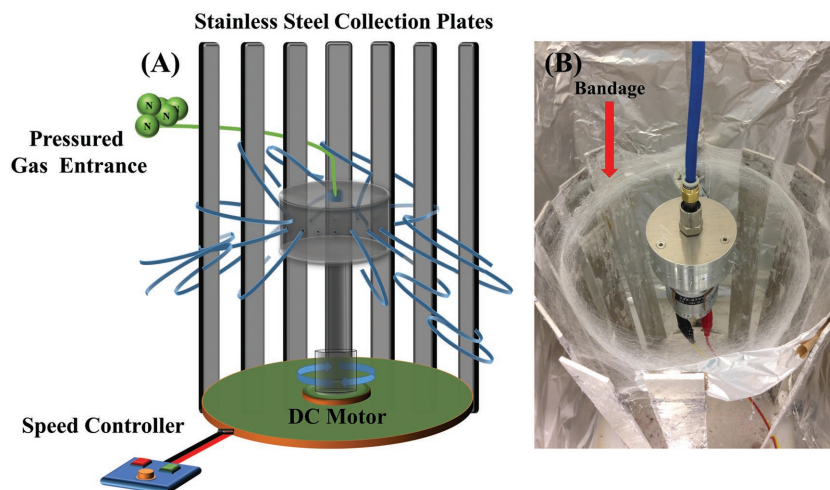 Stainless Steel Collection Plates
(A)
N
N
N
N
Pressured
Gas Entrance
DC Motor
Speed Controller
(B)
Bandage